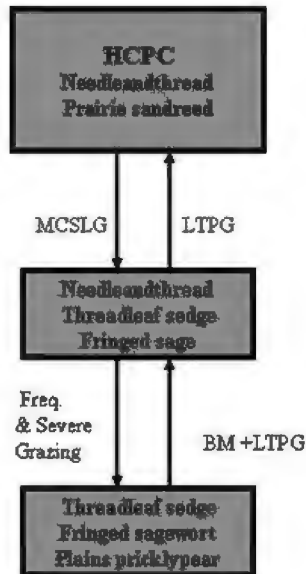 HCPC
Needleandthread
Prairie sandreed
MCSLG
LTPG
Needleandthread
Threadleaf sedge
Fringed sage
Freq.
& Severe
Grazing
BM +LTPG
Threadleaf sedge
Fringed sagewort
Plains pricklypear